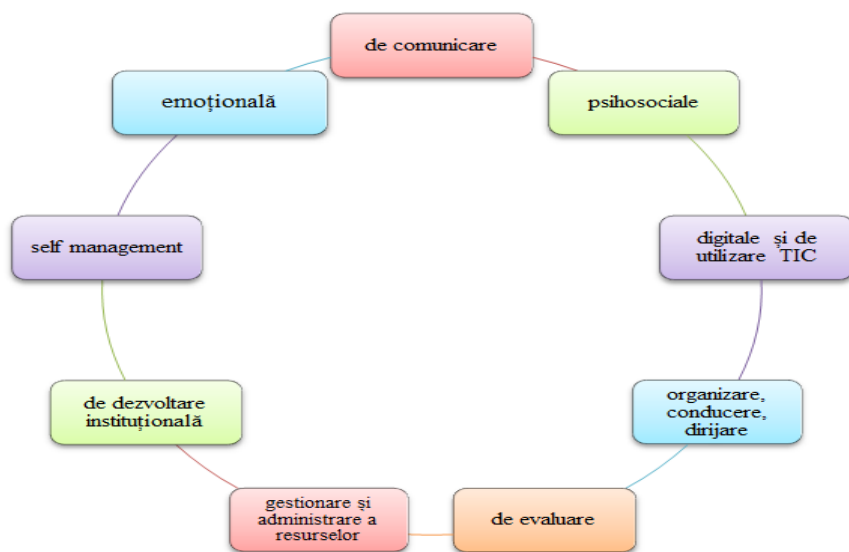 de comunicare
psihosociale
digitale și de
utilizare TIC
organizare,
conducere,
dirijare
de evaluare
gestionare și
administrare a
resurselor
de dezvoltare
instituțională
self management
emoțională